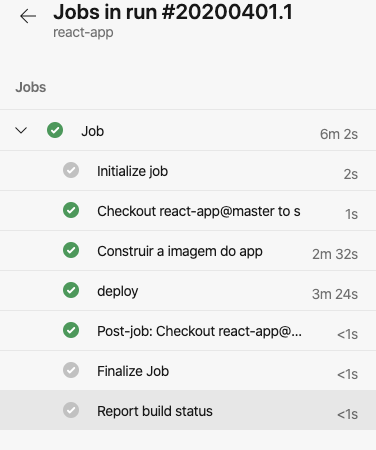 Jobs in run #20200401.1
react-app
Jobs
Job 6m 2s
Initialize job 2s
Checkout react-app@master to s 1s
Construir a imagem do app 2m 32s
deploy 3m 24s
Post-job: Checkout react-app@... <1s
Finalize Job <1s
Report build status <1s